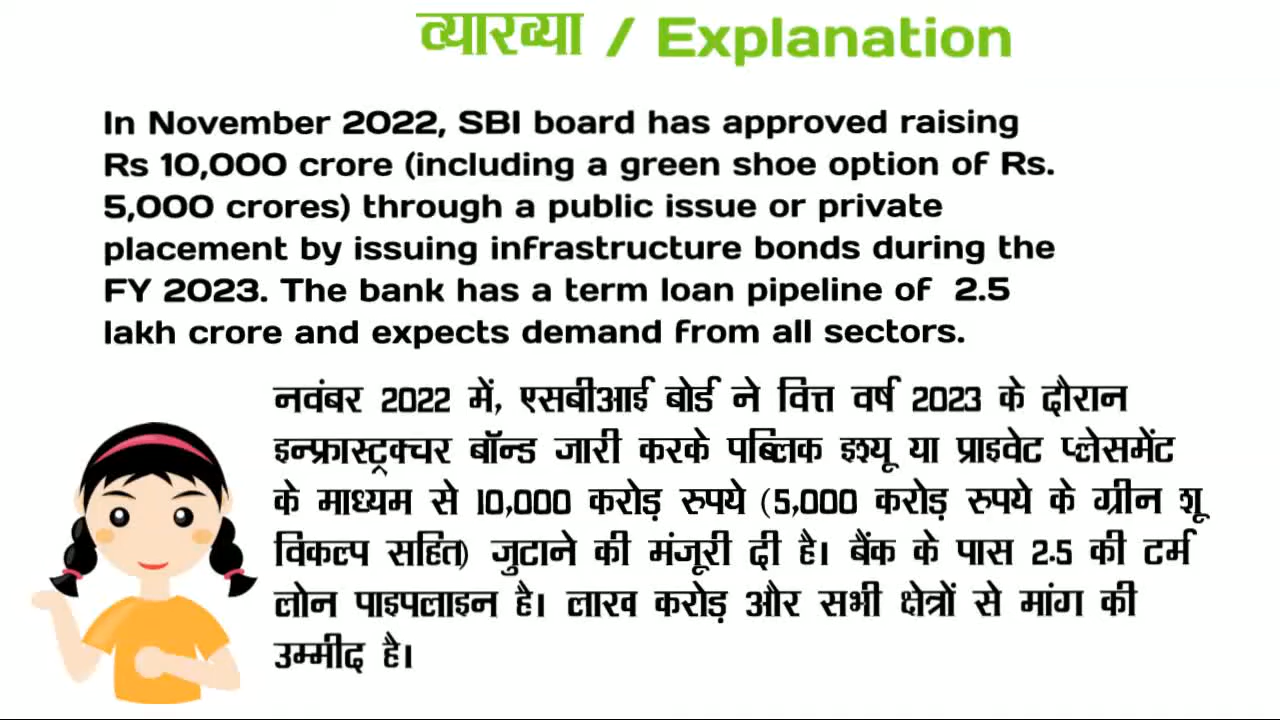 व्याख्या / Explanation
In November 2022, SBI board has approved raising
Rs 10,000 crore (including a green shoe option of Rs.
5,000 crores) through a public issue or private
placement by issuing infrastructure bonds during the
FY 2023. The bank has a term loan pipeline of 2.5
lakh crore and expects demand from all sectors.
नवंबर 2022 में, एसबीआई बोर्ड ने वित्त वर्ष 2023 के दौरान
इन्फ्रास्ट्रक्चर बॉन्ड जारी करके पब्लिक इश्यू या प्राइवेट प्लेसमेंट
के माध्यम से 10,000 करोड़ रुपये (5,000 करोड़ रुपये के ग्रीन शू
विकल्प सहित) जुटाने की मंजूरी दी है। बैंक के पास 2.5 की टर्म
लोन पाइपलाइन है। लाख करोड़ और सभी क्षेत्रों से मांग की
उम्मीद है।